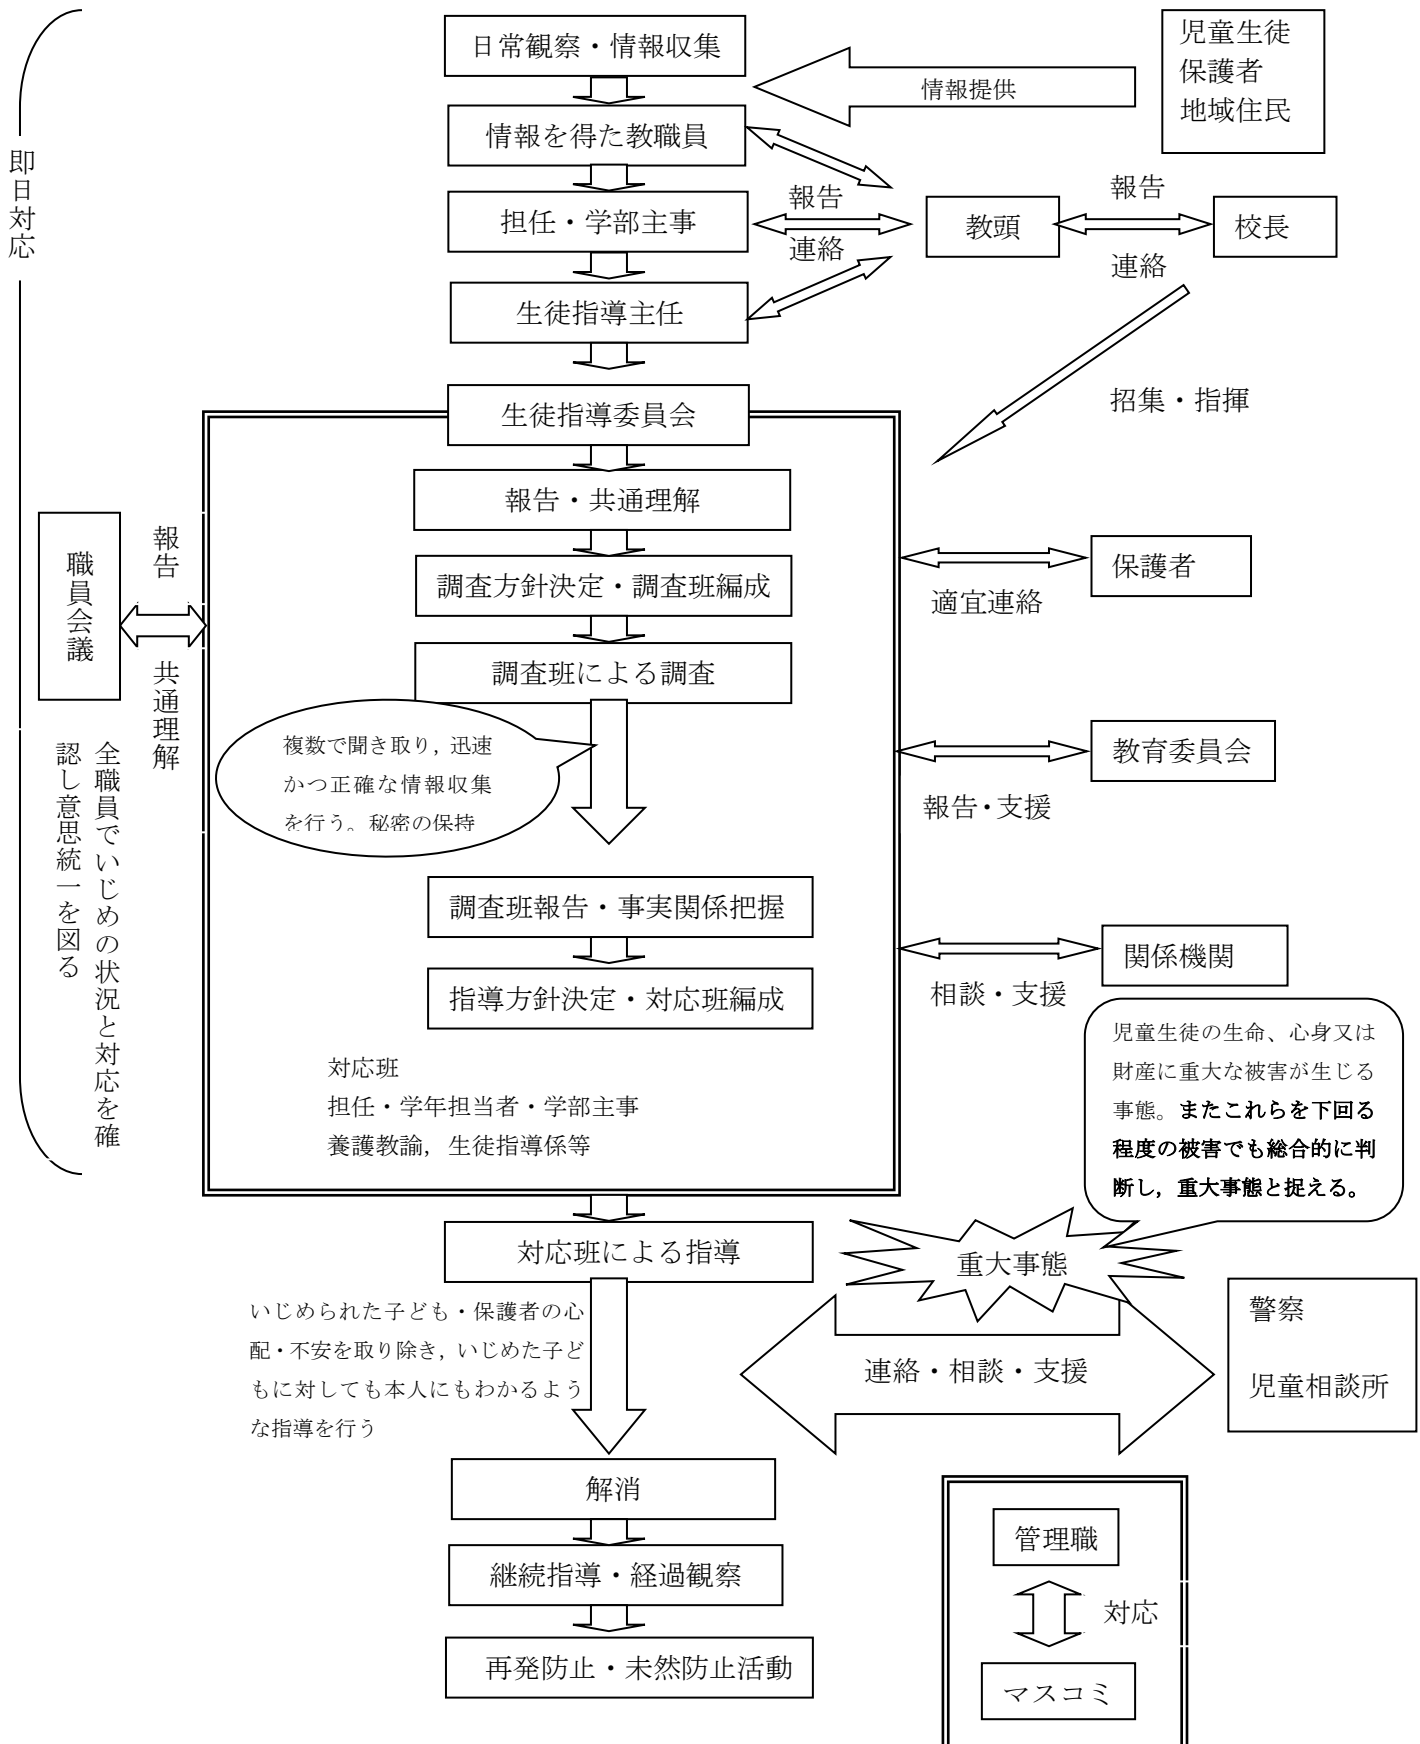 日常観察・情報収集
児童生徒
保護者
地域住民
情報提供
情報を得た教職員
即日対応
担任・学部主事
報告
連絡
教頭
報告
連絡
校長
生徒指導主任
招集・指揮
生徒指導委員会
報告・共通理解
調査方針決定・調査班編成
調査班による調査
職員会議
報告
共通理解
全職員でいじめの状況と対応を確
認し意思統一を図る
保護者
適宜連絡
複数で聞き取り，迅速
かつ正確な情報収集
を行う。秘密の保持
教育委員会
報告・支援
調査班報告・事実関係把握
指導方針決定・対応班編成
関係機関
相談・支援
対応班
担任・学年担当者・学部主事
養護教諭，生徒指導係等
児童生徒の生命、心身又は
財産に重大な被害が生じる
事態。またこれらを下回る
程度の被害でも総合的に判
断し，重大事態と捉える。
対応班による指導
重大事態
いじめられた子ども・保護者の心
配・不安を取り除き，いじめた子ど
もに対しても本人にもわかるよう
な指導を行う
連絡・相談・支援
警察
児童相談所
解消
継続指導・経過観察
再発防止・未然防止活動
管理職
対応
マスコミ